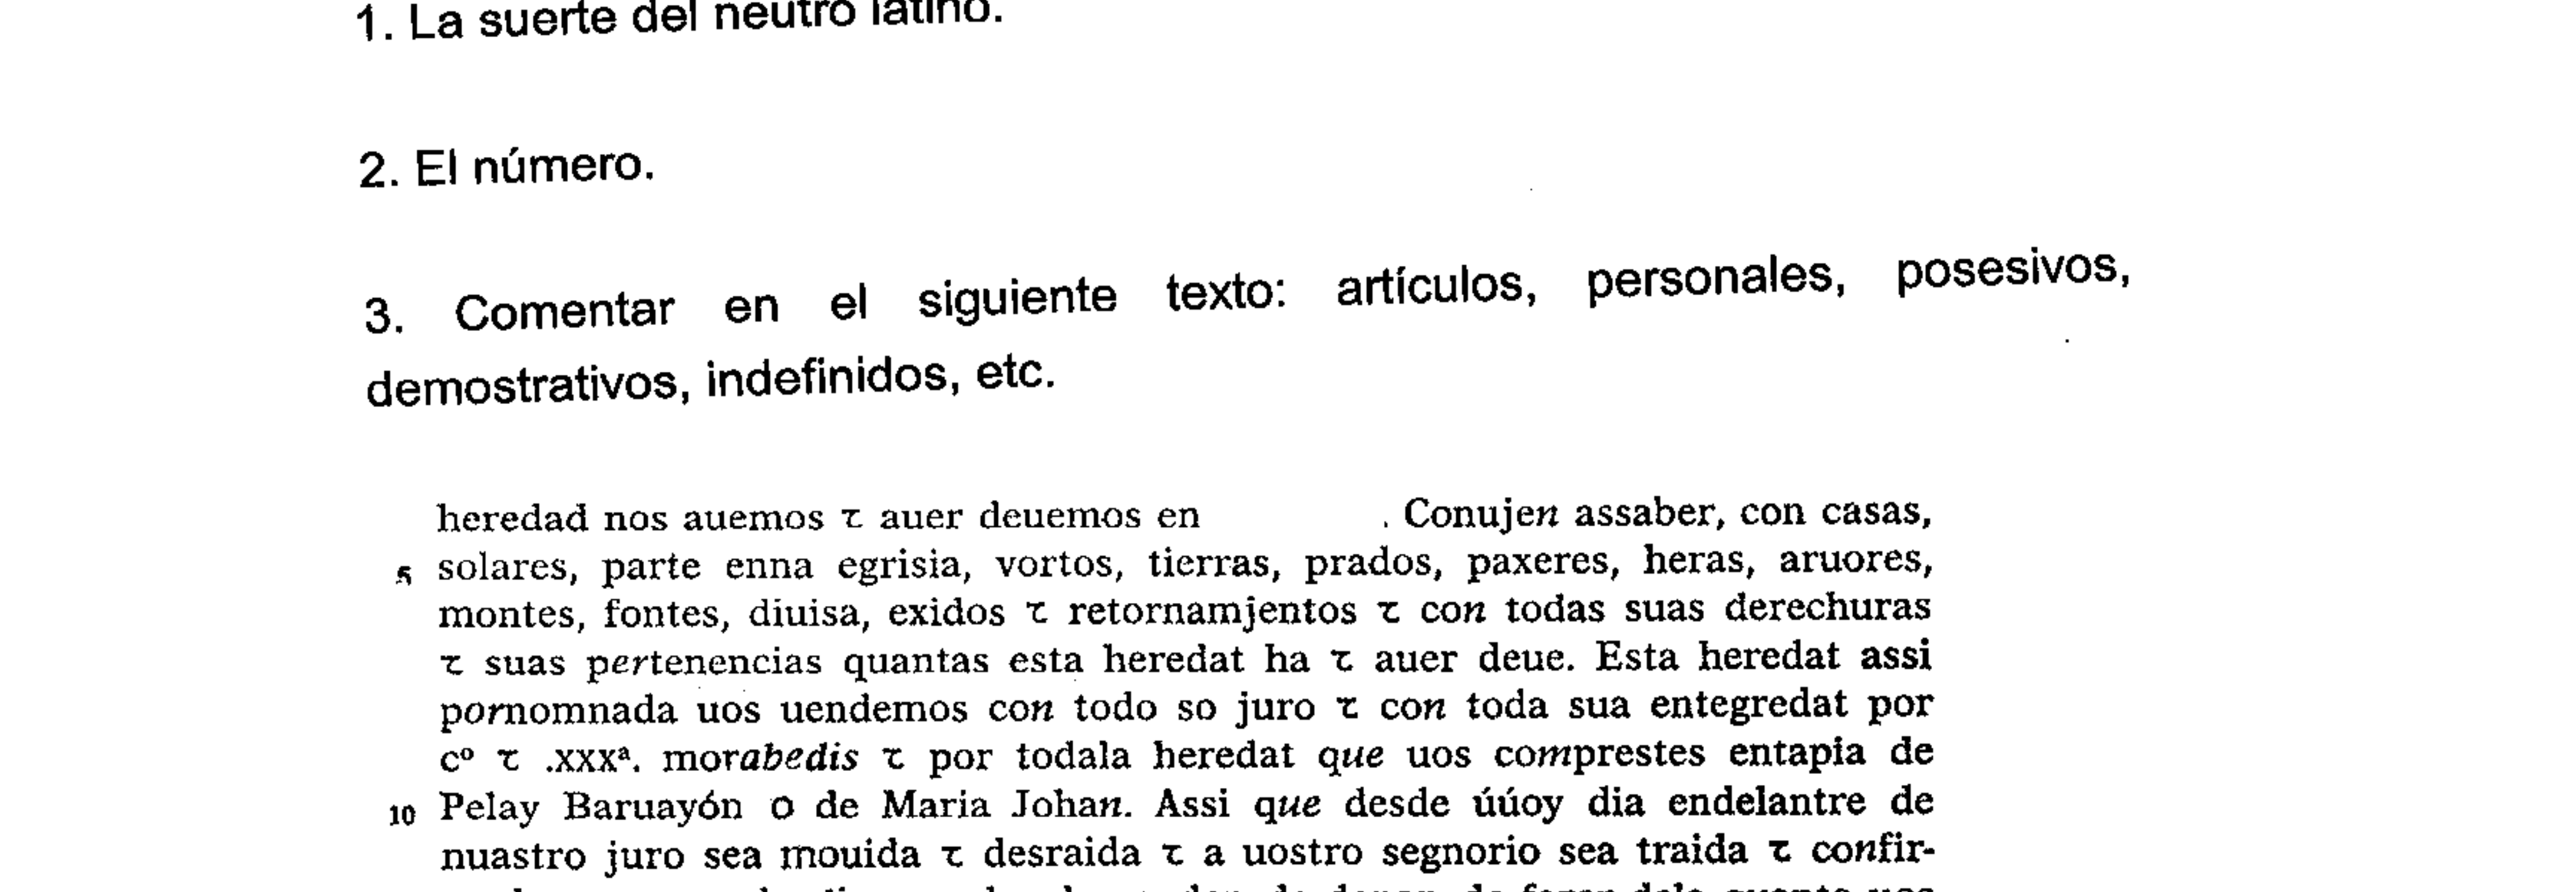 1. La suerte del neutro latino.
2. El número.
3. Comentar en el siguiente texto: artículos, personales, posesivos,
demostrativos, indefinidos, etc.
heredad nos auemos τ auer deuemos en . Conujen assaber, con casas,
5 solares, parte enna egrisia, vortos, tierras, prados, paxeres, heras, aruores,
montes, fontes, diuisa, exidos τ retornamjentos τ con todas suas derechuras
τ suas pertenencias quantas esta heredat ha τ auer deue. Esta heredat assi
pornomnada uos uendemos con todo so juro τ con toda sua entegredat por
cº τ .xxxª. morabedis τ por todala heredat que uos comprestes entapia de
10 Pelay Baruayón o de Maria Johan. Assi que desde úúoy dia endelantre de
nuastro juro sea mouida τ desraida τ a uostro segnorio sea traida τ confir-